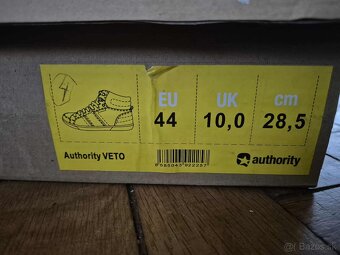 EU UK cm
44 10,0 28,5
Authority VETO
authority
Bazos.sk